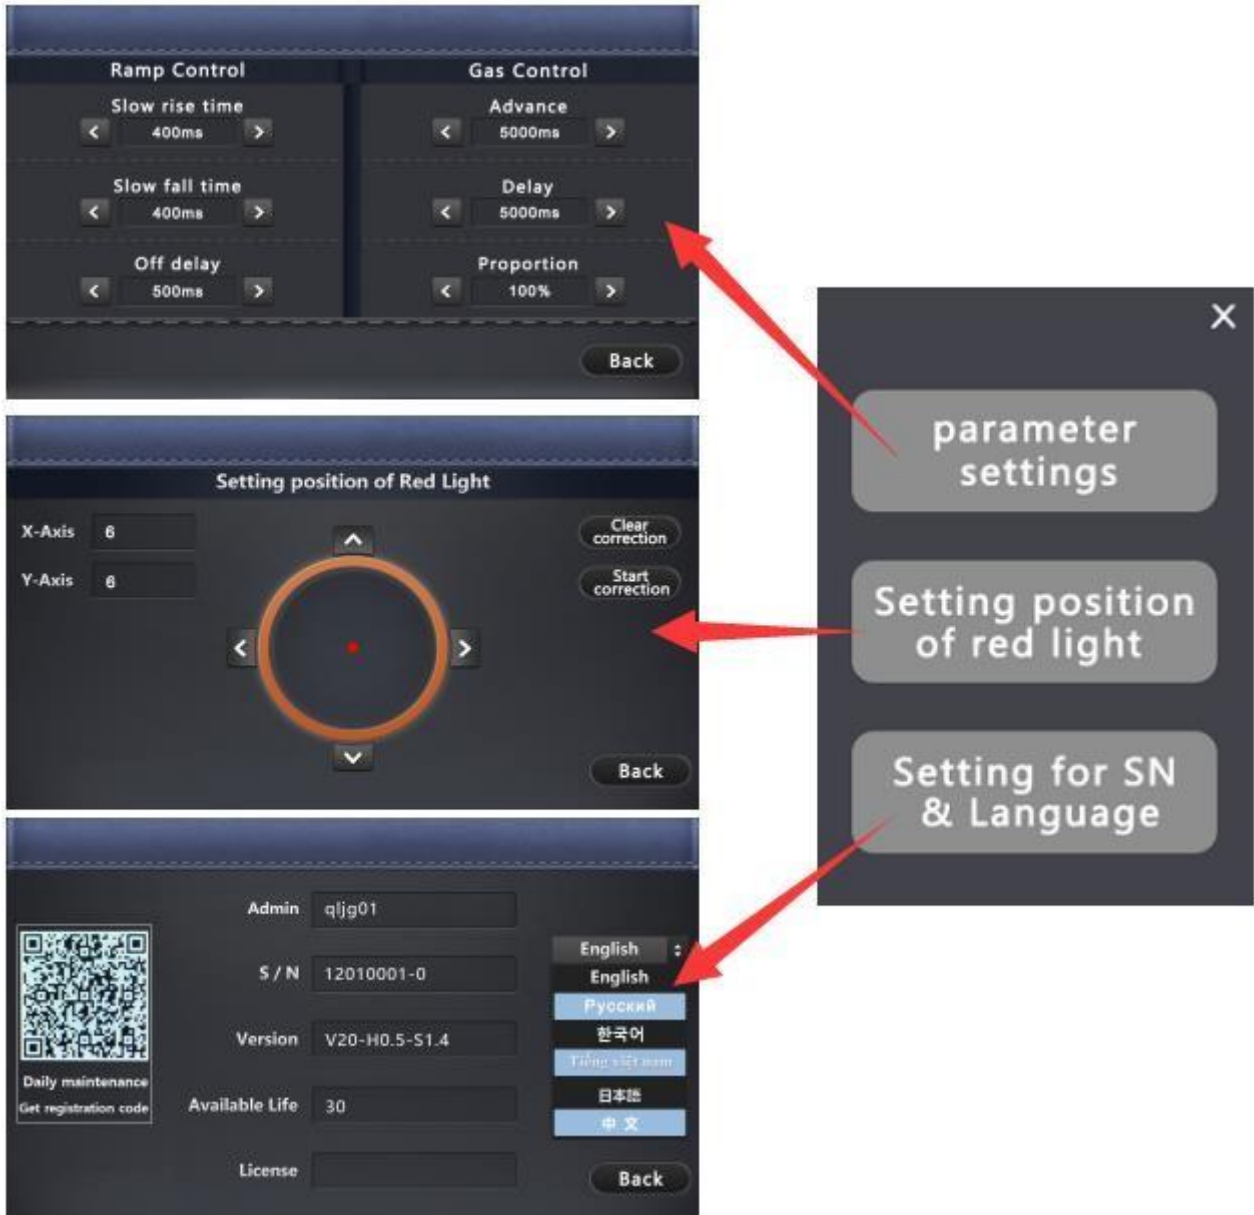 Ramp Control
Slow rise time
400ms
Slow fall time
400ms
Off delay
500ms
Gas Control
Advance
5000ms
Delay
5000ms
Proportion
100%
Back
Setting position of Red Light
X-Axis 6
Y-Axis 6
Clear
correction
Start
correction
Back
Daily maintenance
Get registration code
Admin qljg01
S / N 12010001-0
Version V20-H0.5-S1.4
Available Life 30
License
English
English
Русский
한국어
Tiếng việt nam
日本語
中 文
Back
parameter
settings
Setting position
of red light
Setting for SN
& Language